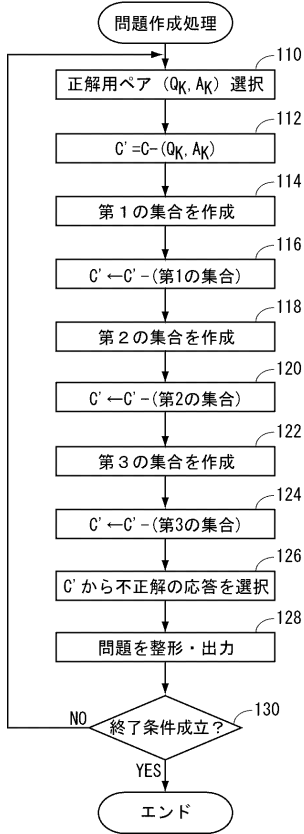 問題作成処理
110
正解用ペア (QK, AK) 選択
112
C'=C-(QK, AK)
114
第1の集合を作成
116
C'←C'-(第1の集合)
118
第2の集合を作成
120
C'←C'-(第2の集合)
122
第3の集合を作成
124
C'←C'-(第3の集合)
126
C'から不正解の応答を選択
128
問題を整形・出力
130
終了条件成立?
NO
YES
エンド